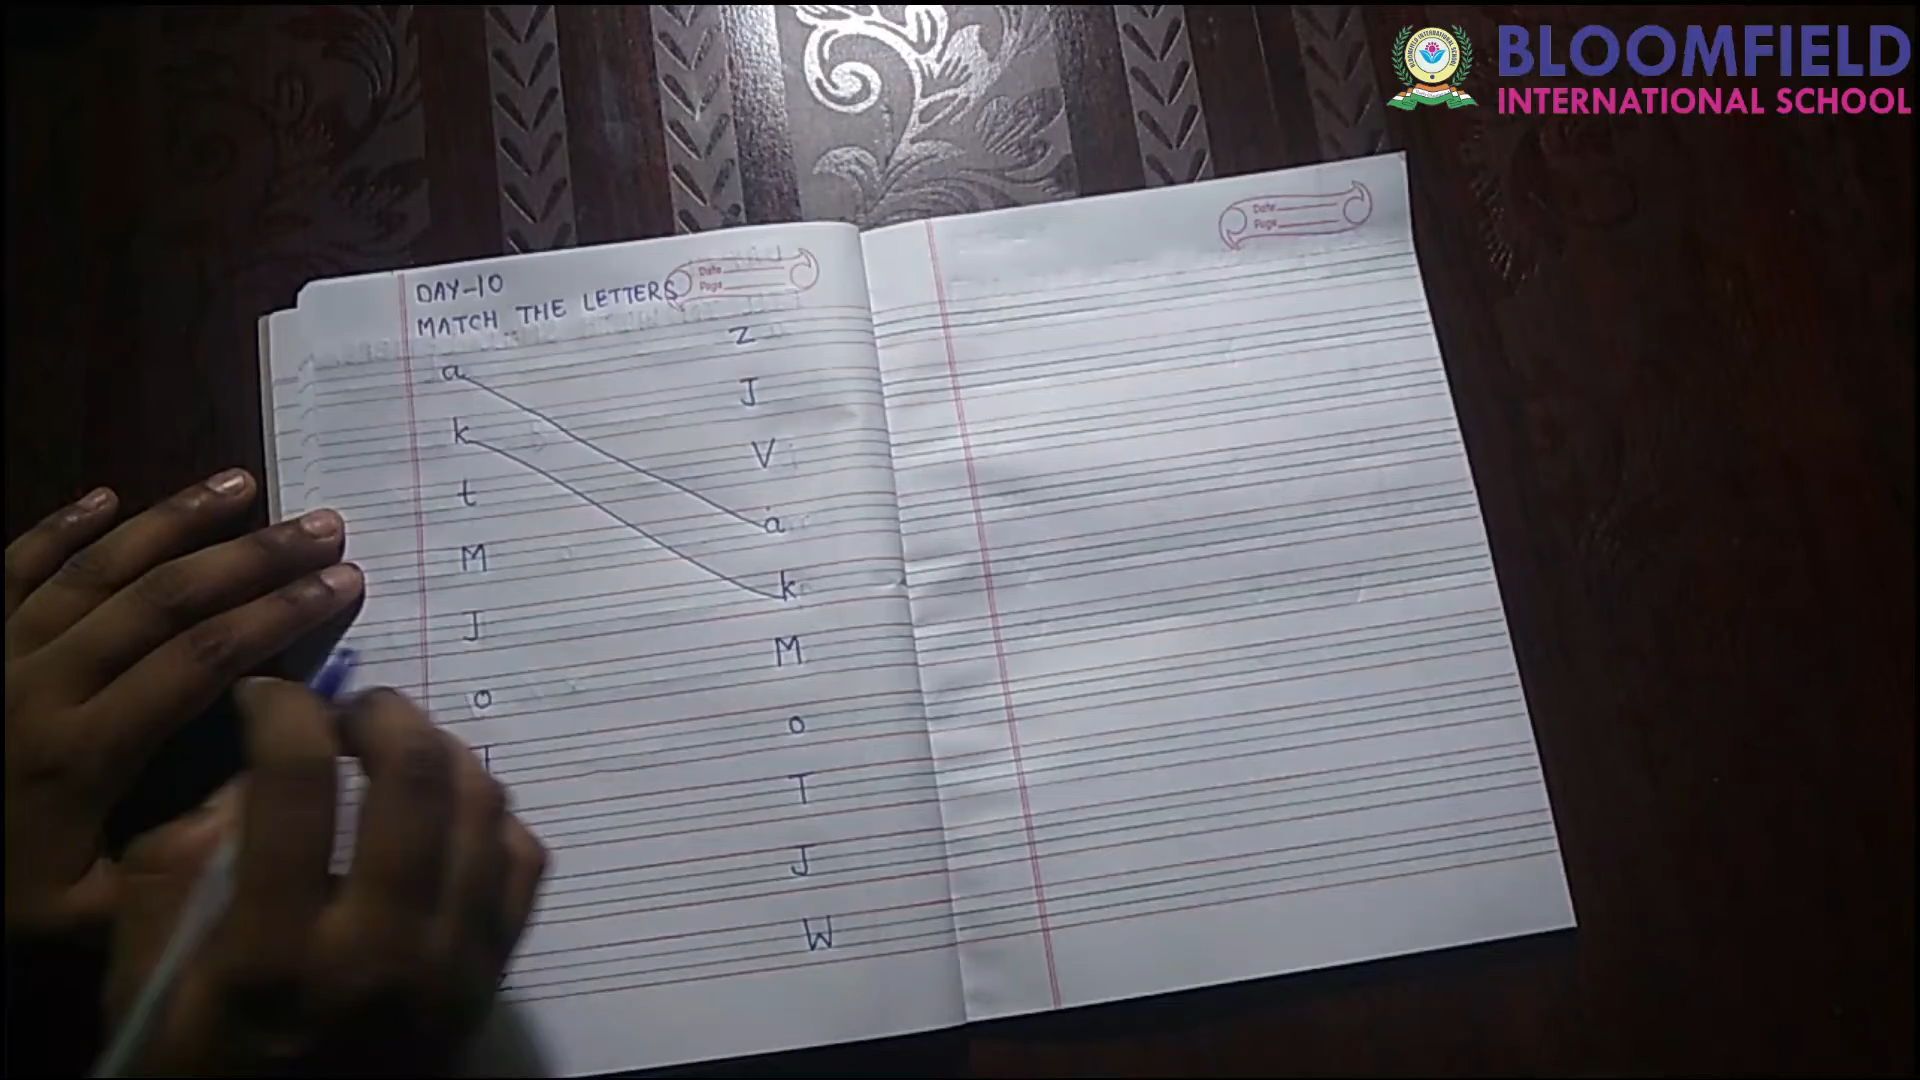 BLOOMFIELD
INTERNATIONAL SCHOOL
Date
Page
DAY-10
Date
Page
MATCH THE LETTERS
z
a
J
k
V
t
a
M
k
J
M
o
o
T
J
W